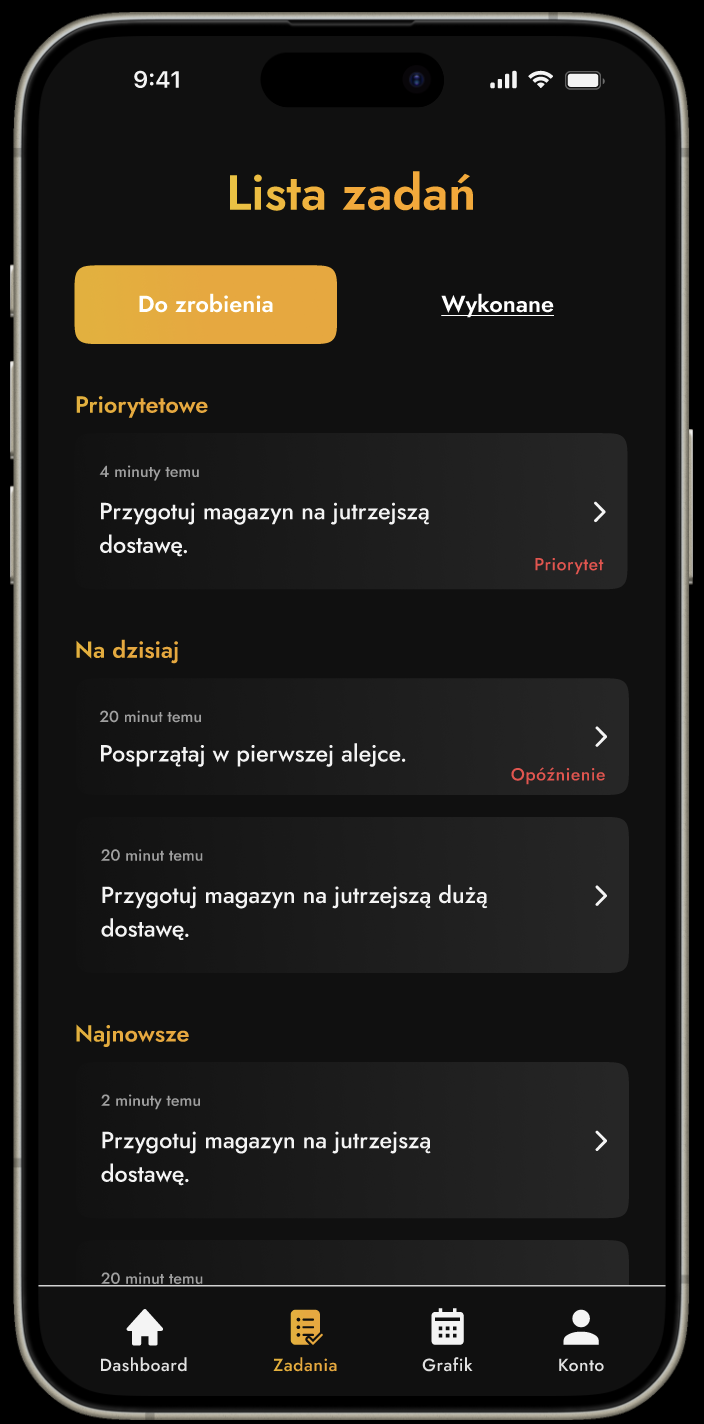 9:41
Lista zadań
Do zrobienia
Wykonane
Priorytetowe
4 minuty temu
Przygotuj magazyn na jutrzejszą
dostawę.
Priorytet
Na dzisiaj
20 minut temu
Posprzątaj w pierwszej alejce.
Opóźnienie
20 minut temu
Przygotuj magazyn na jutrzejszą dużą
dostawę.
Najnowsze
2 minuty temu
Przygotuj magazyn na jutrzejszą
dostawę.
20 minut temu
Dashboard
Zadania
Grafik
Konto